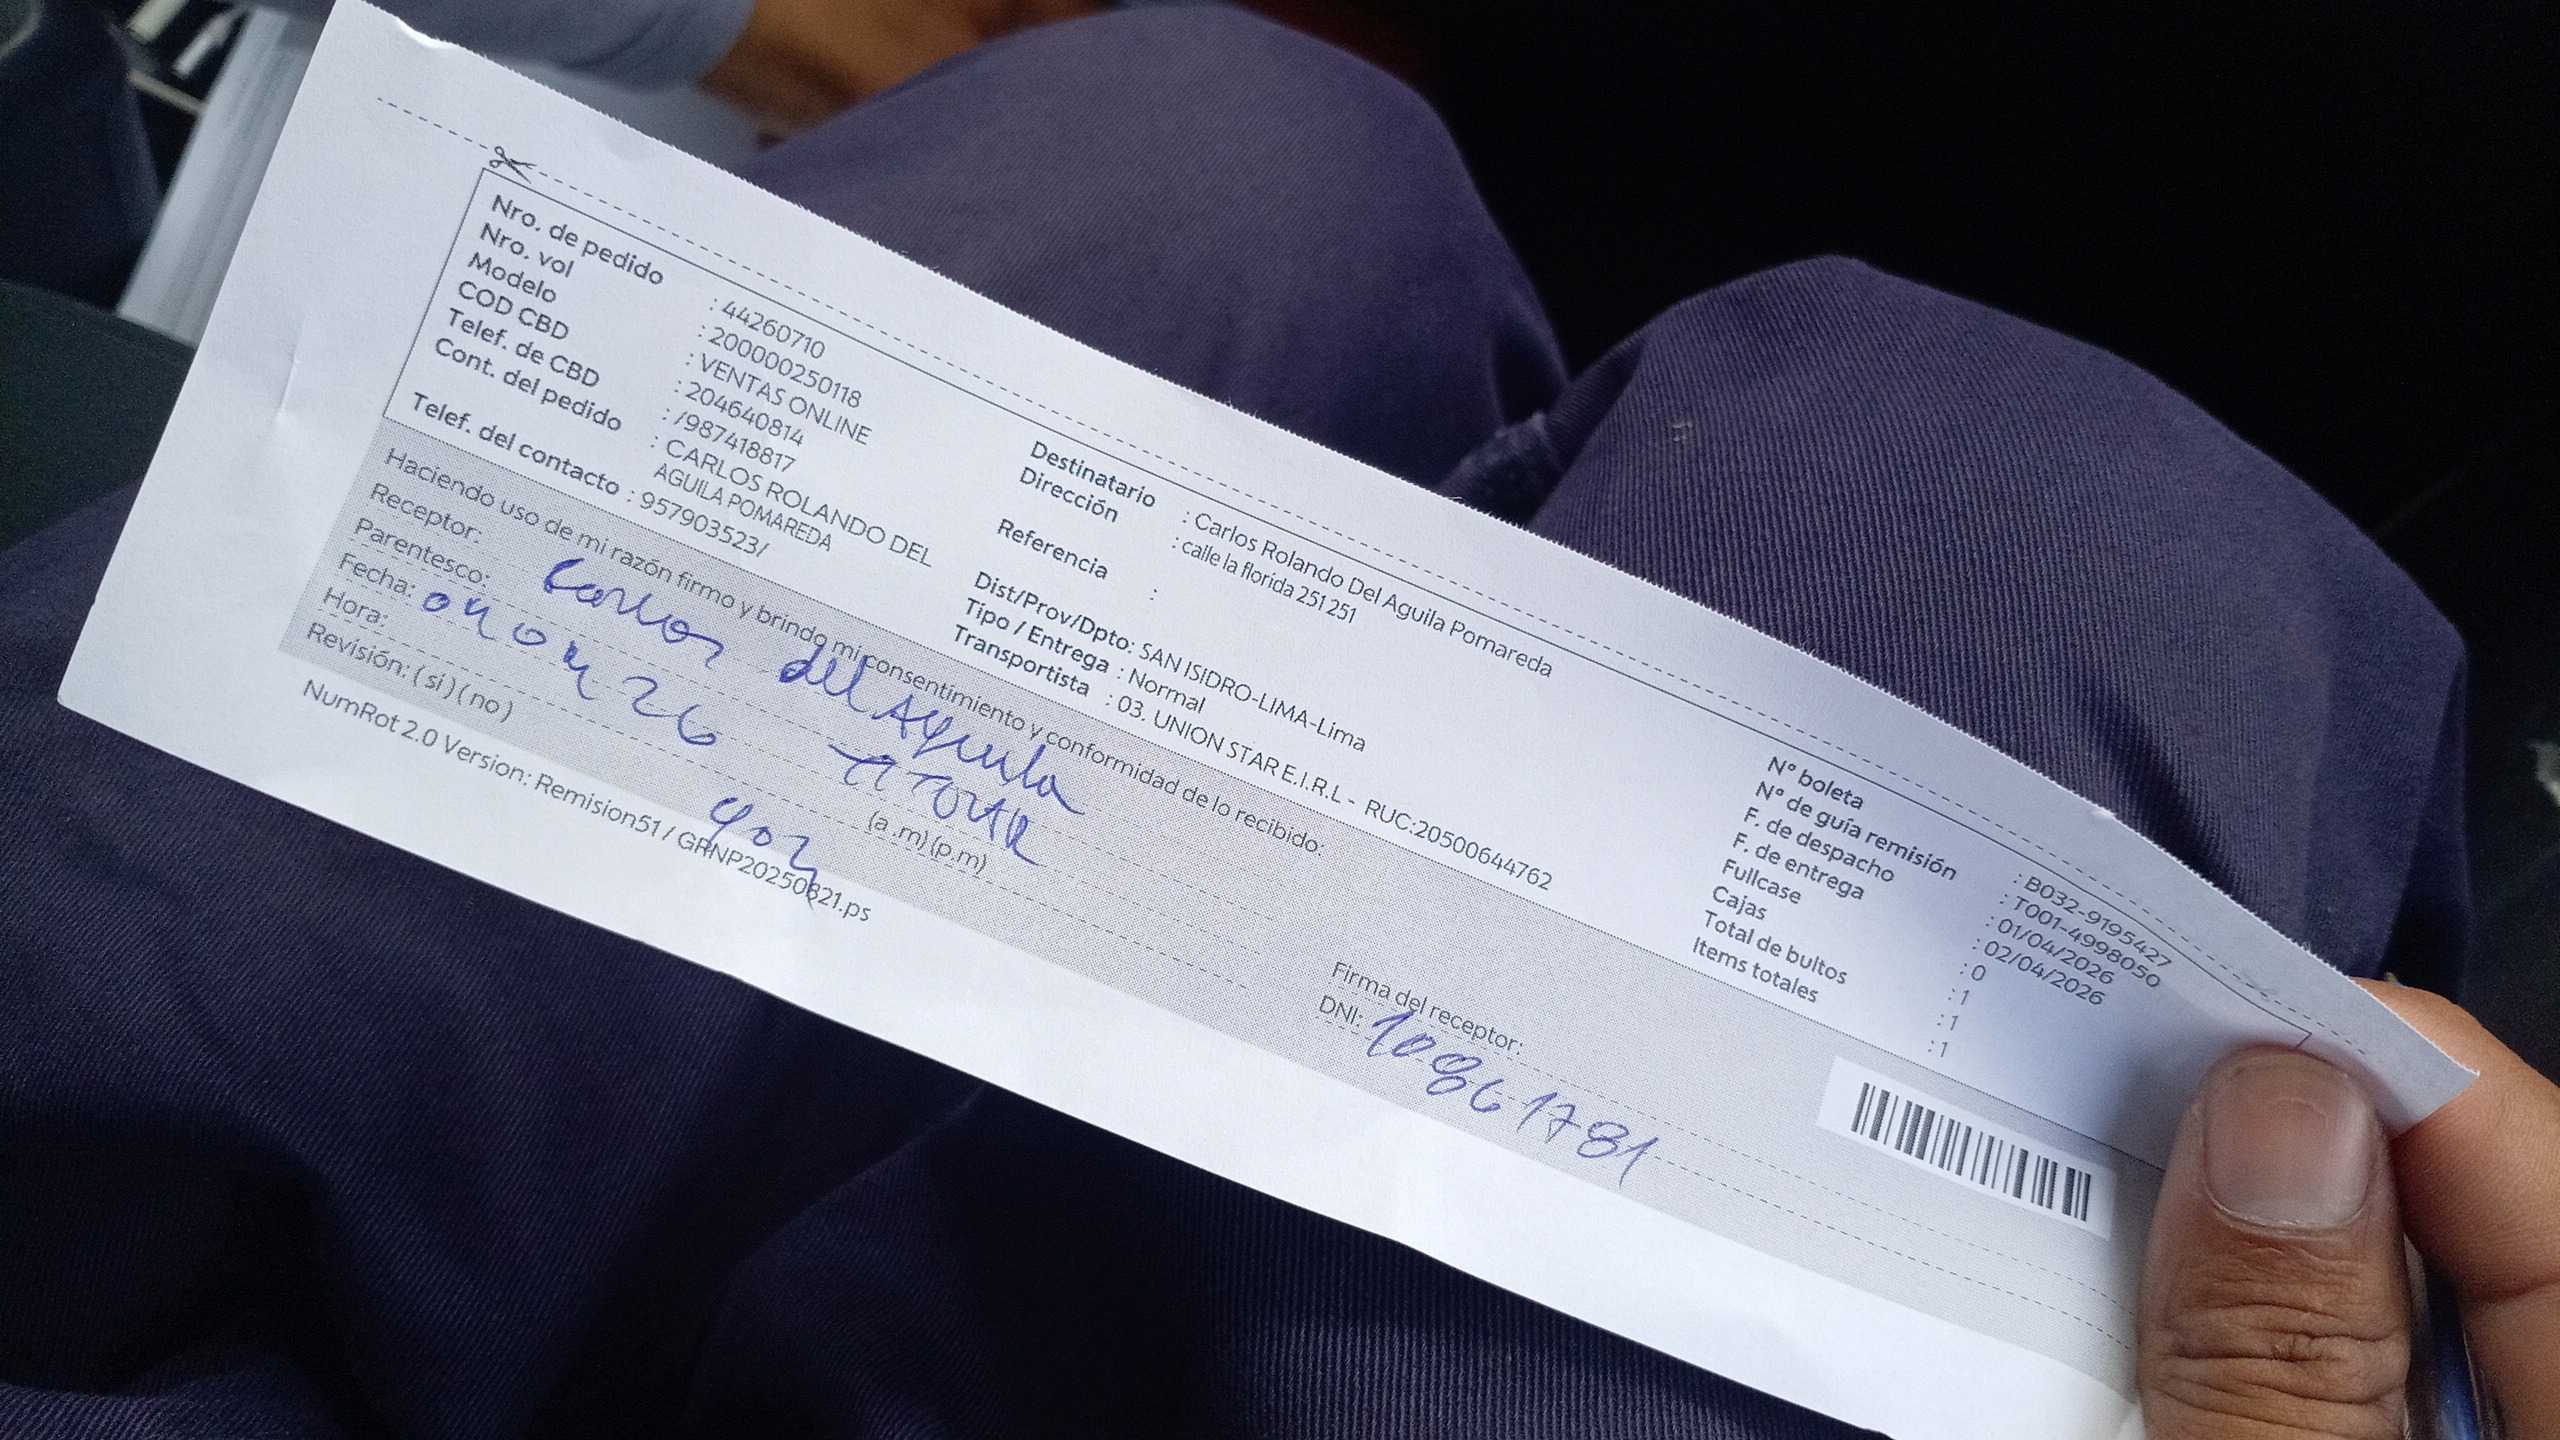 Nro. de pedido : 44260710
Nro. vol : 200000250118
Modelo : VENTAS ONLINE
COD CBD : 204640814
Telef. de CBD : /987418817
Cont. del pedido : CARLOS ROLANDO DEL
AGUILA POMAREDA
Telef. del contacto : 957903523/
Destinatario : Carlos Rolando Del Aguila Pomareda
Dirección : calle la florida 251 251
Referencia :
Dist/Prov/Dpto: SAN ISIDRO-LIMA-Lima
Tipo / Entrega : Normal
Transportista : 03. UNION STAR E.I.R.L - RUC:20500644762
N° boleta : B032-9195427
N° de guía remisión : T001-4998050
F. de despacho : 01/04/2026
F. de entrega : 02/04/2026
Fullcase : 0
Cajas : 1
Total de bultos : 1
Items totales : 1
Haciendo uso de mi razón firmo y brindo mi consentimiento y conformidad de lo recibido:
Receptor: Carlos del Aguila
Parentesco:
Fecha: 04 04 26
Hora: (a .m) (p.m)
Revisión: ( si ) ( no )
Firma del receptor:
DNI: 10861781
NumRot 2.0 Version: Remision51 / GRNP20250821.ps